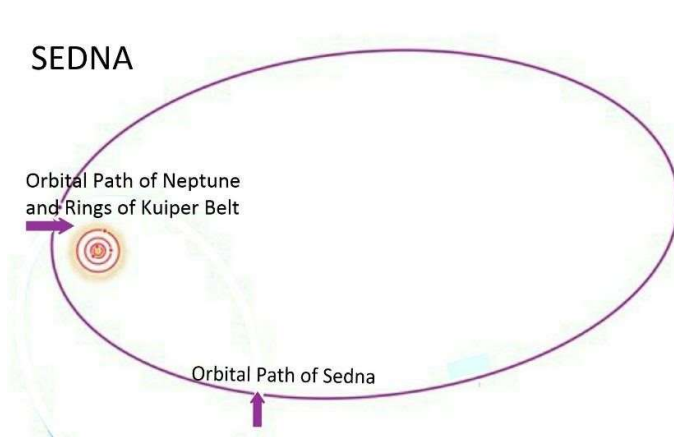 SEDNA
Orbital Path of Neptune
and Rings of Kuiper Belt
Orbital Path of Sedna